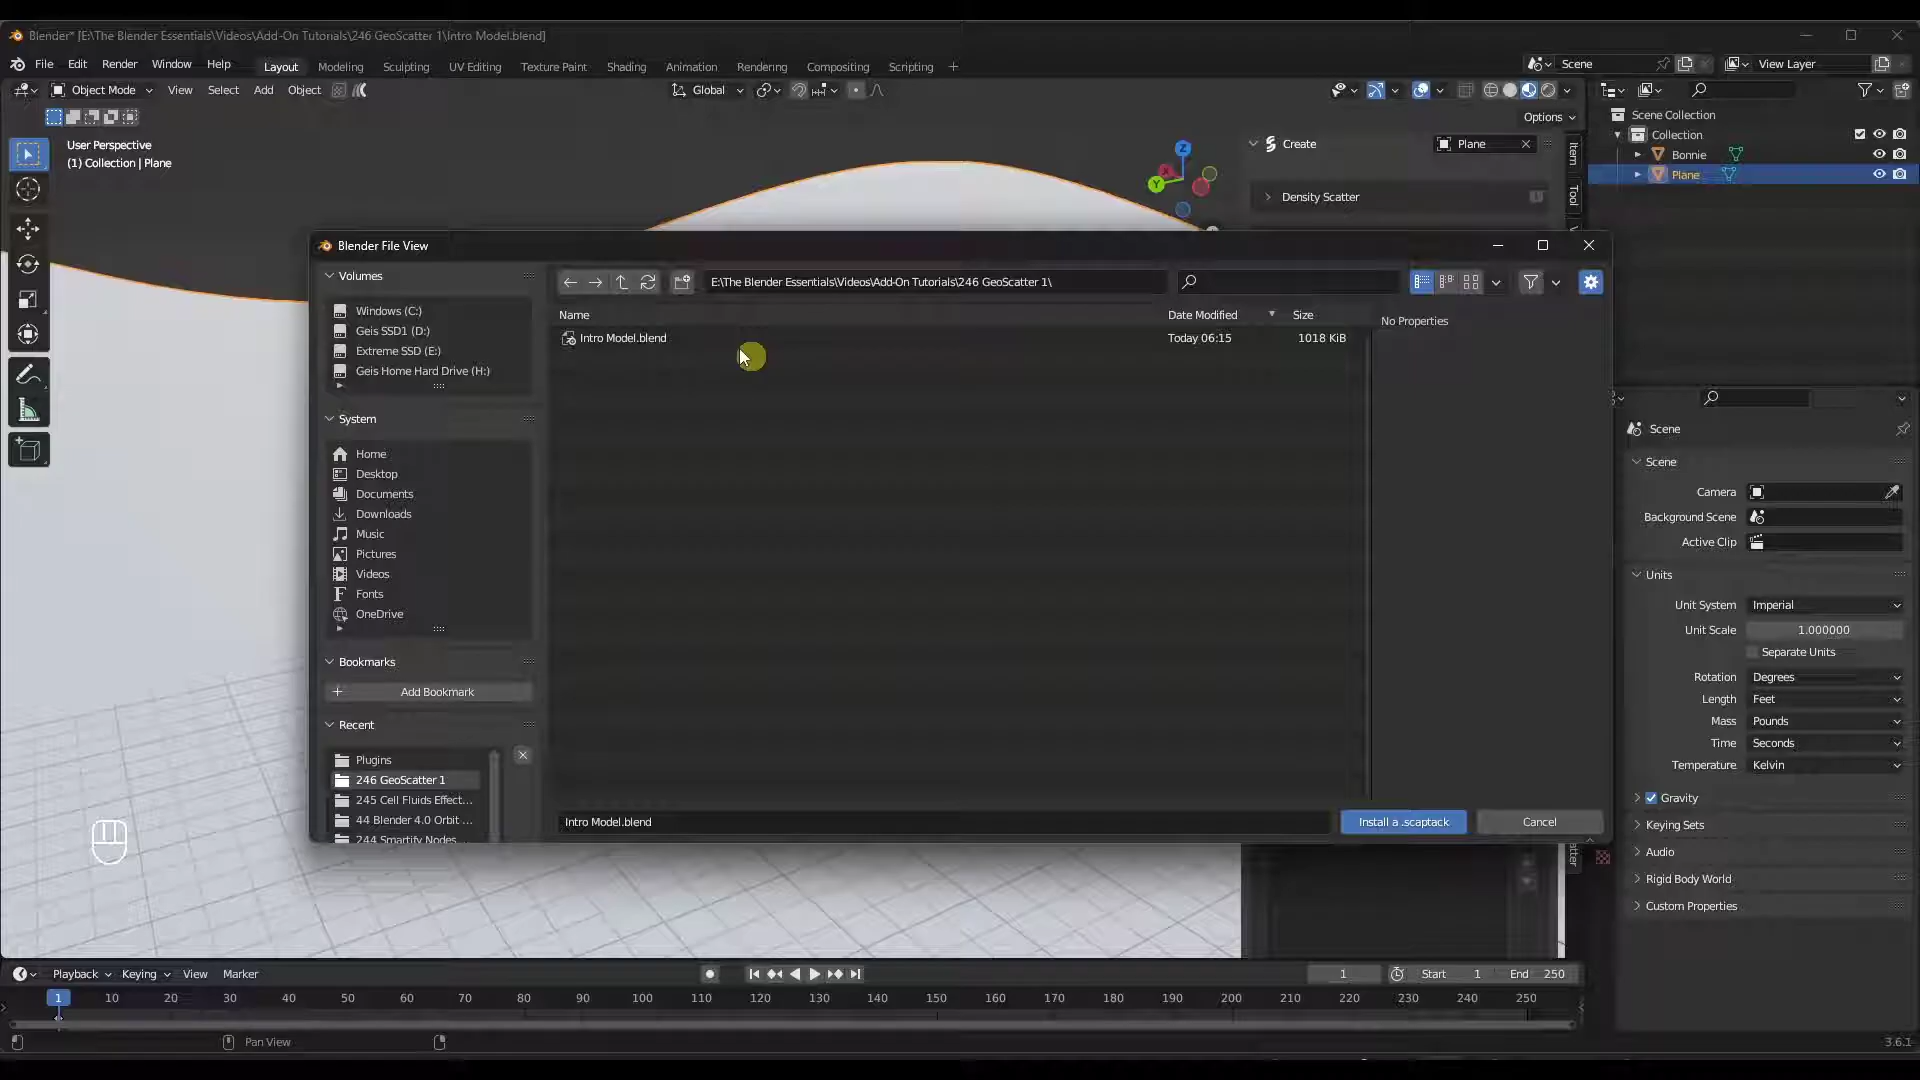 Blender* [E:\The Blender Essentials\Videos\Add-On Tutorials\246 GeoScatter 1\Intro Model.blend]
File Edit Render Window Help Layout Modeling Sculpting UV Editing Texture Paint Shading Animation Rendering Compositing Scripting + Scene View Layer
Object Mode View Select Add Object Global
Options
User Perspective
(1) Collection | Plane
Create Plane
Density Scatter
Item
Tool
Scene Collection
Collection
Bonnie
Plane
Blender File View
Volumes
Windows (C:)
Geis SSD1 (D:)
Extreme SSD (E:)
Geis Home Hard Drive (H:)
System
Home
Desktop
Documents
Downloads
Music
Pictures
Videos
Fonts
OneDrive
Bookmarks
Add Bookmark
Recent
Plugins
246 GeoScatter 1
245 Cell Fluids Effect...
44 Blender 4.0 Orbit ...
244 Smartify Nodes...
E:\The Blender Essentials\Videos\Add-On Tutorials\246 GeoScatter 1\
Name Date Modified Size
Intro Model.blend Today 06:15 1018 KiB
No Properties
Intro Model.blend Install a .scaptack Cancel
Scene
Scene
Camera
Background Scene
Active Clip
Units
Unit System Imperial
Unit Scale 1.000000
Separate Units
Rotation Degrees
Length Feet
Mass Pounds
Time Seconds
Temperature Kelvin
Gravity
Keying Sets
Audio
Rigid Body World
Custom Properties
Playback Keying View Marker 1 Start 1 End 250
1 10 20 30 40 50 60 70 80 90 100 110 120 130 140 150 160 170 180 190 200 210 220 230 240 250
Pan View
3.6.1